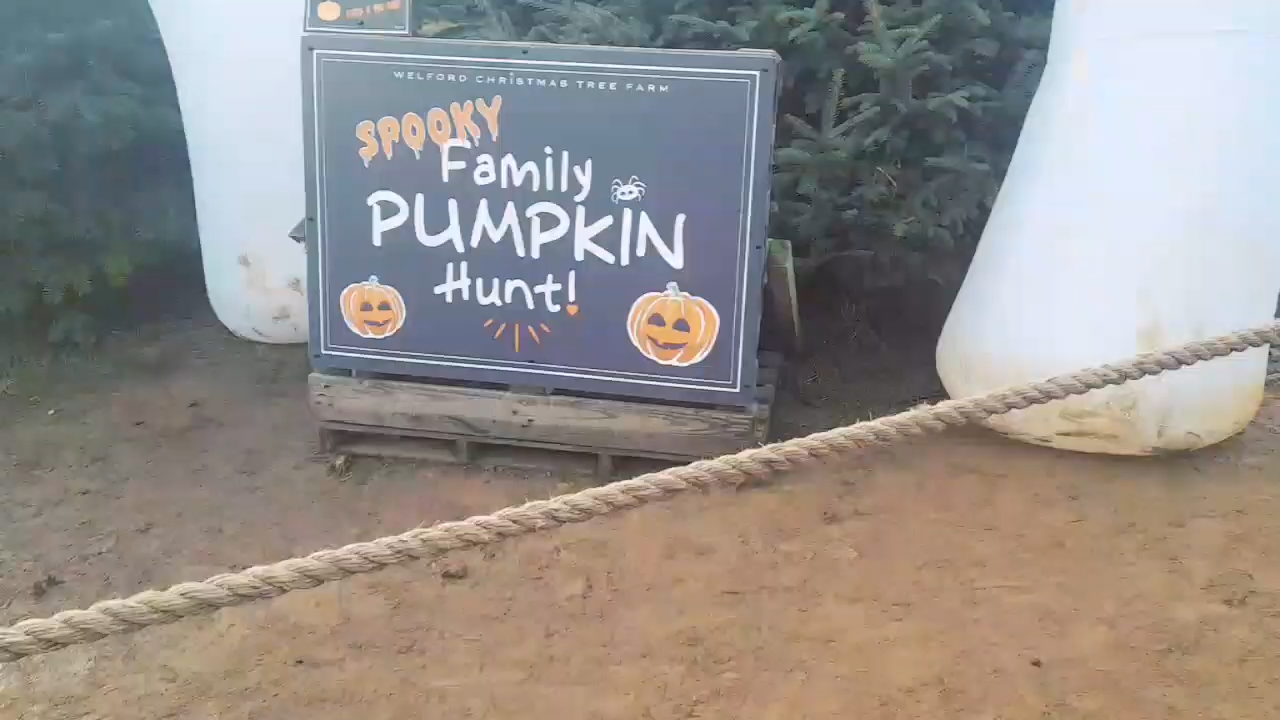 WELFORD CHRISTMAS TREE FARM
SPOOKY
Family
PUMPKIN
Hunt!